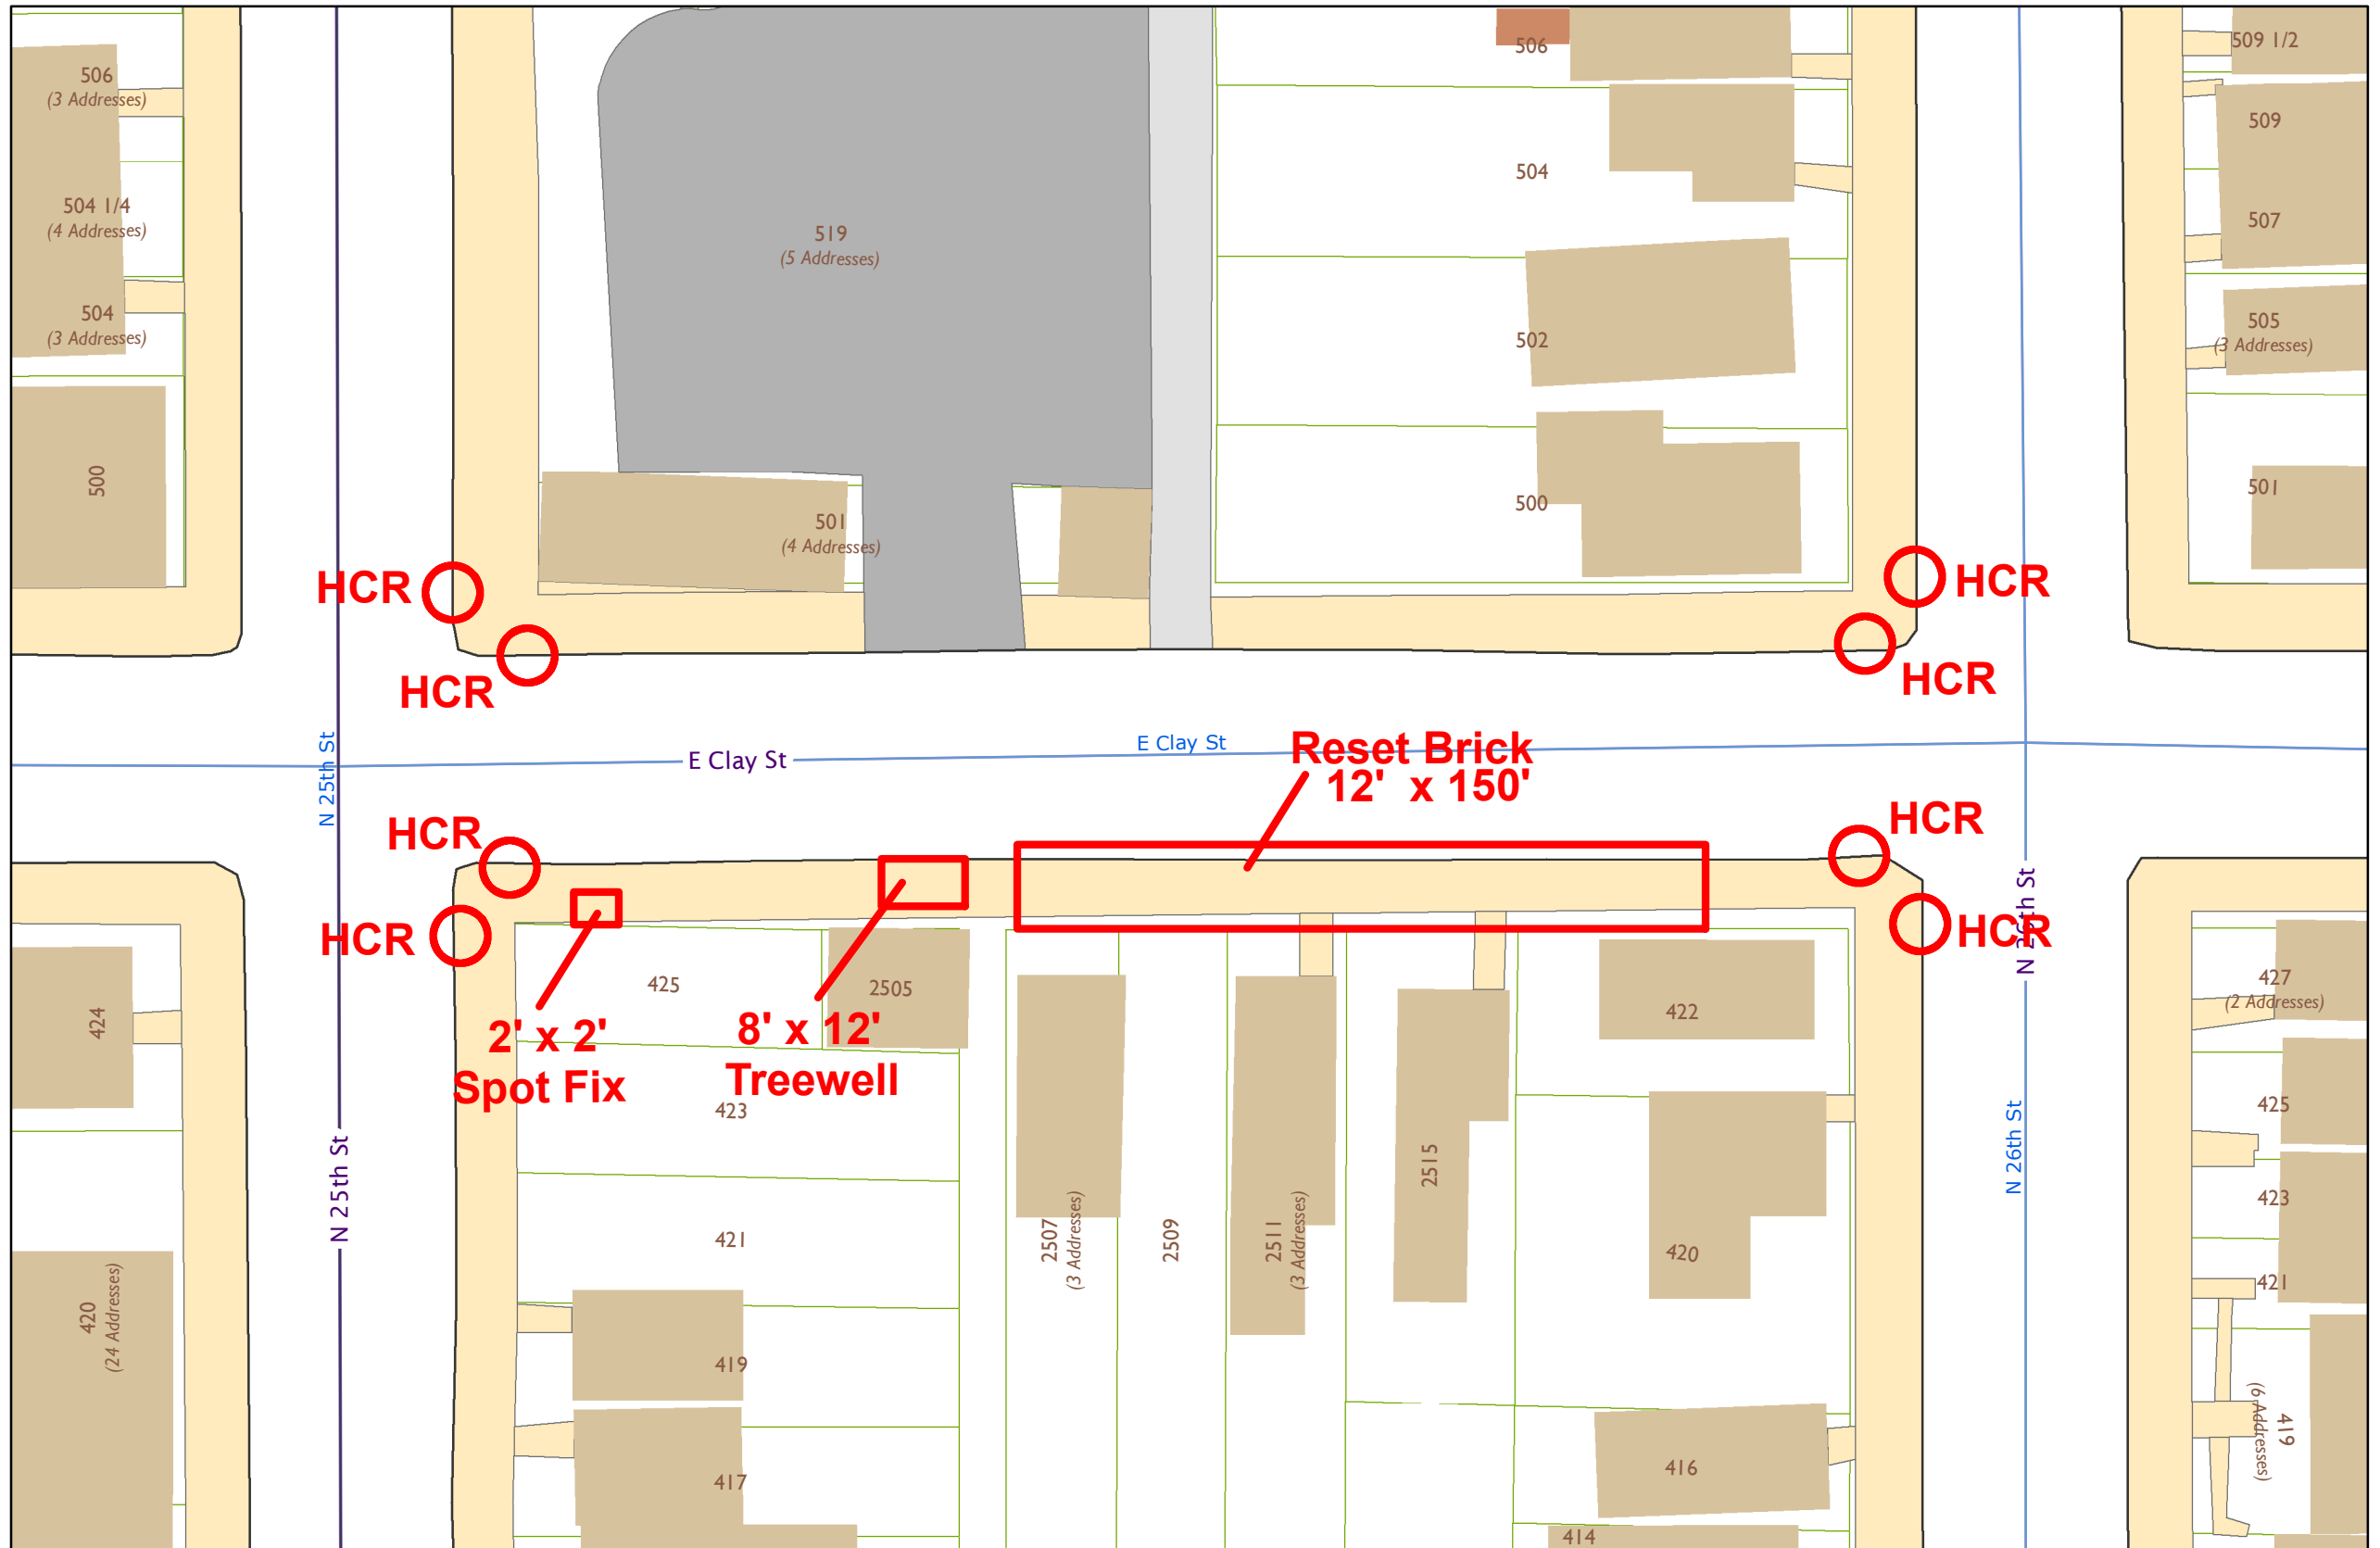 506
(3 Addresses)
504 1/4
(4 Addresses)
504
(3 Addresses)
500
519
(5 Addresses)
501
(4 Addresses)
506
504
502
500
509 1/2
509
507
505
(3 Addresses)
501
HCR
HCR
HCR
HCR
N 25th St
E Clay St
E Clay St
Reset Brick
12' x 150'
HCR
HCR
HCR
HCR
N 26th St
424
425
2505
422
427
(2 Addresses)
2' x 2'
Spot Fix
8' x 12'
Treewell
423
425
N 25th St
N 26th St
2515
423
421
2507
(3 Addresses)
2509
2511
(3 Addresses)
420
421
420
(24 Addresses)
419
419
(6 Addresses)
417
416
414